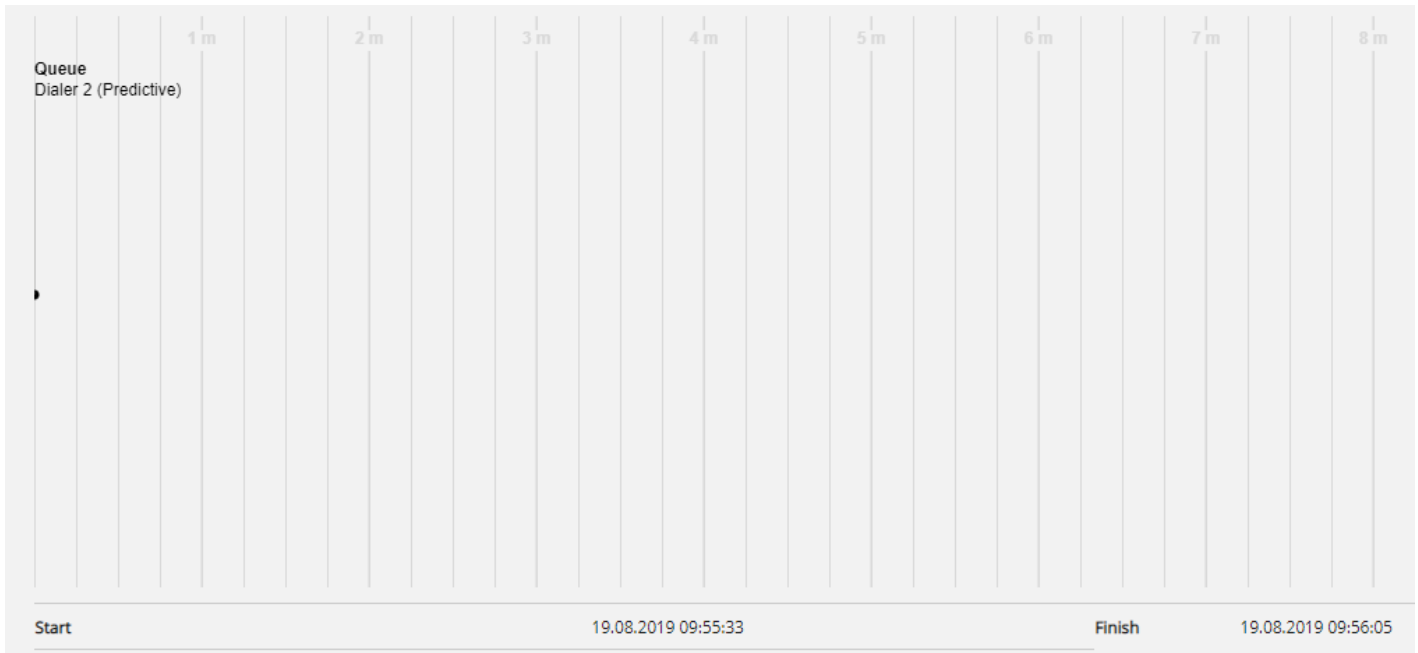 1 m 2 m 3 m 4 m 5 m 6 m 7 m 8 m
Queue
Dialer 2 (Predictive)
Start 19.08.2019 09:55:33 Finish 19.08.2019 09:56:05